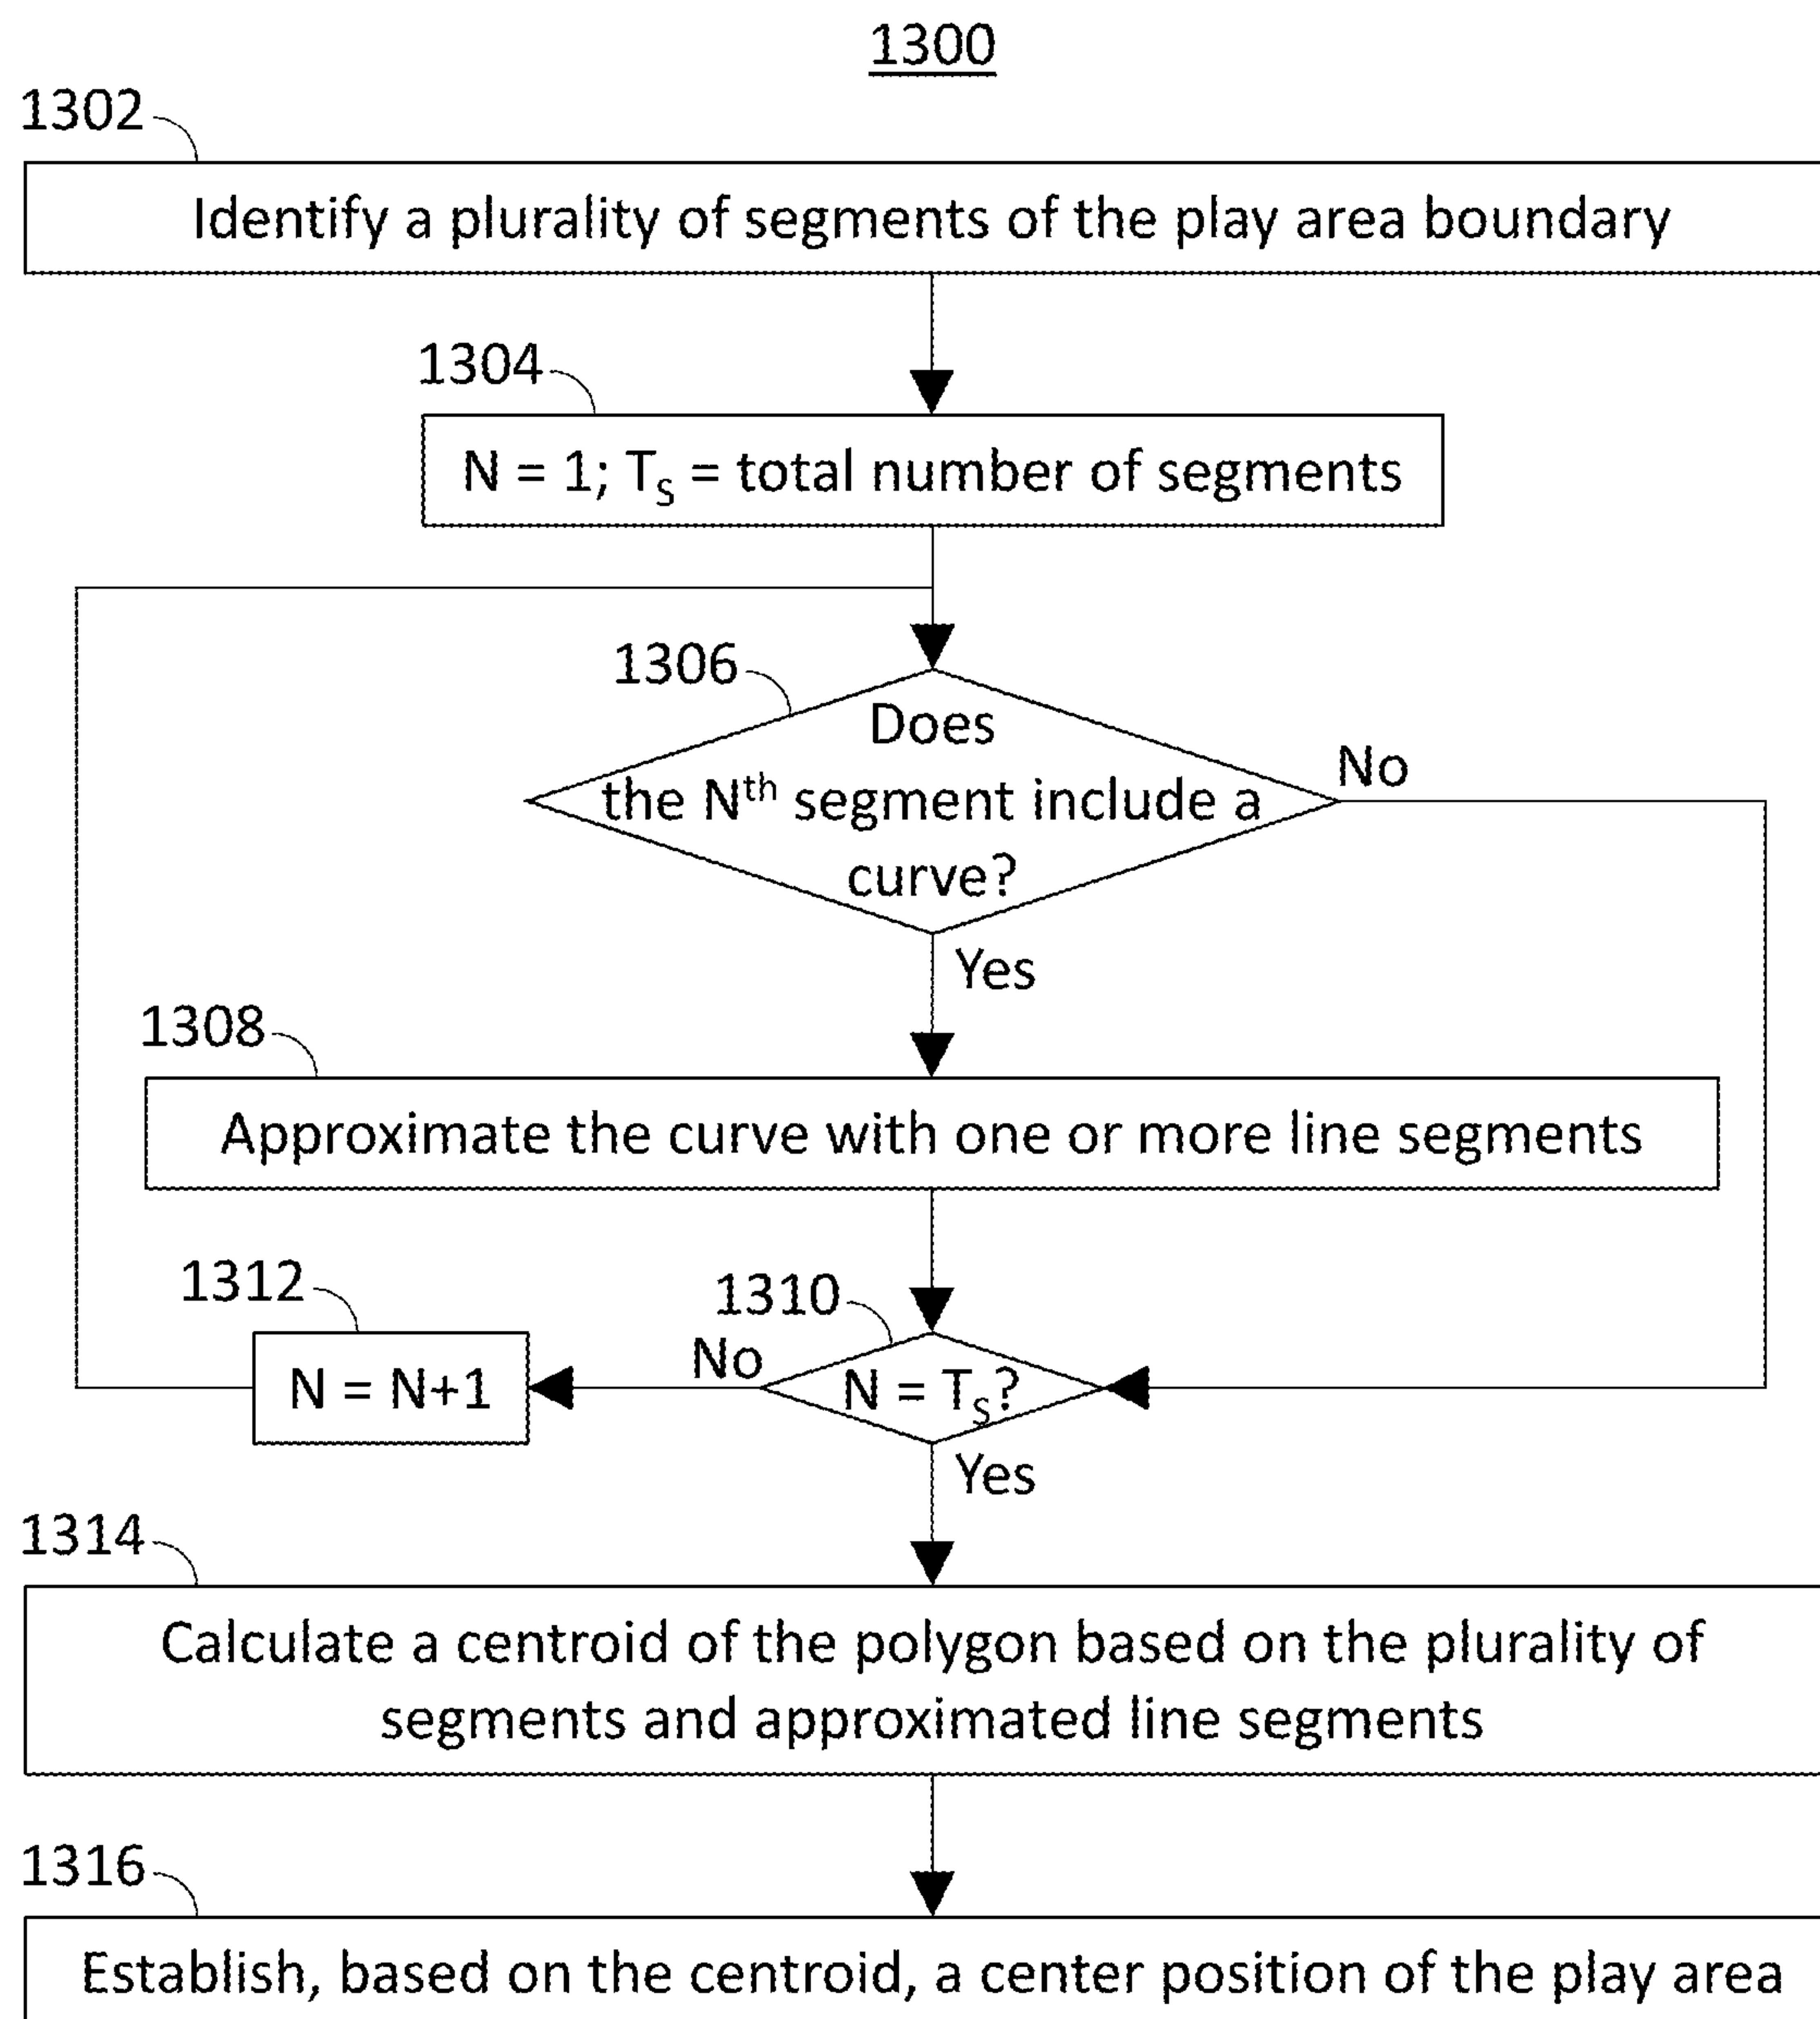 1300
1302
Identify a plurality of segments of the play area boundary
1304
N = 1; Tₛ = total number of segments
1306
Does
the Nᵗʰ segment include a
curve?
No
Yes
1308
Approximate the curve with one or more line segments
1312
1310
N = N+1
No
N = Tₛ?
Yes
1314
Calculate a centroid of the polygon based on the plurality of
segments and approximated line segments
1316
Establish, based on the centroid, a center position of the play area